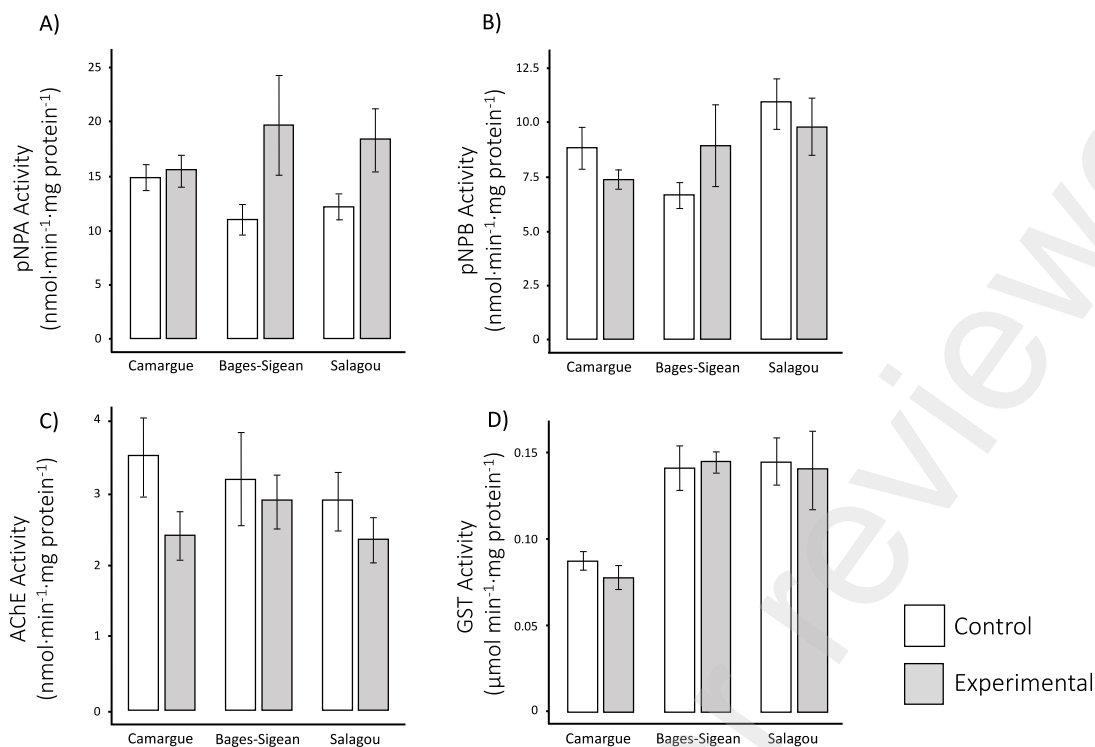 A)
pNPA Activity
(nmol·min⁻¹·mg protein⁻¹)
25
20
15
10
5
0
Camargue Bages-Sigean Salagou
B)
pNPB Activity
(nmol·min⁻¹·mg protein⁻¹)
12.5
10.0
7.5
5.0
2.5
0
Camargue Bages-Sigean Salagou
C)
AChE Activity
(nmol·min⁻¹·mg protein⁻¹)
4
3
2
1
0
Camargue Bages-Sigean Salagou
D)
GST Activity
(µmol min⁻¹·mg protein⁻¹)
0.15
0.10
0.05
0
Camargue Bages-Sigean Salagou
Control
Experimental
r reviewe